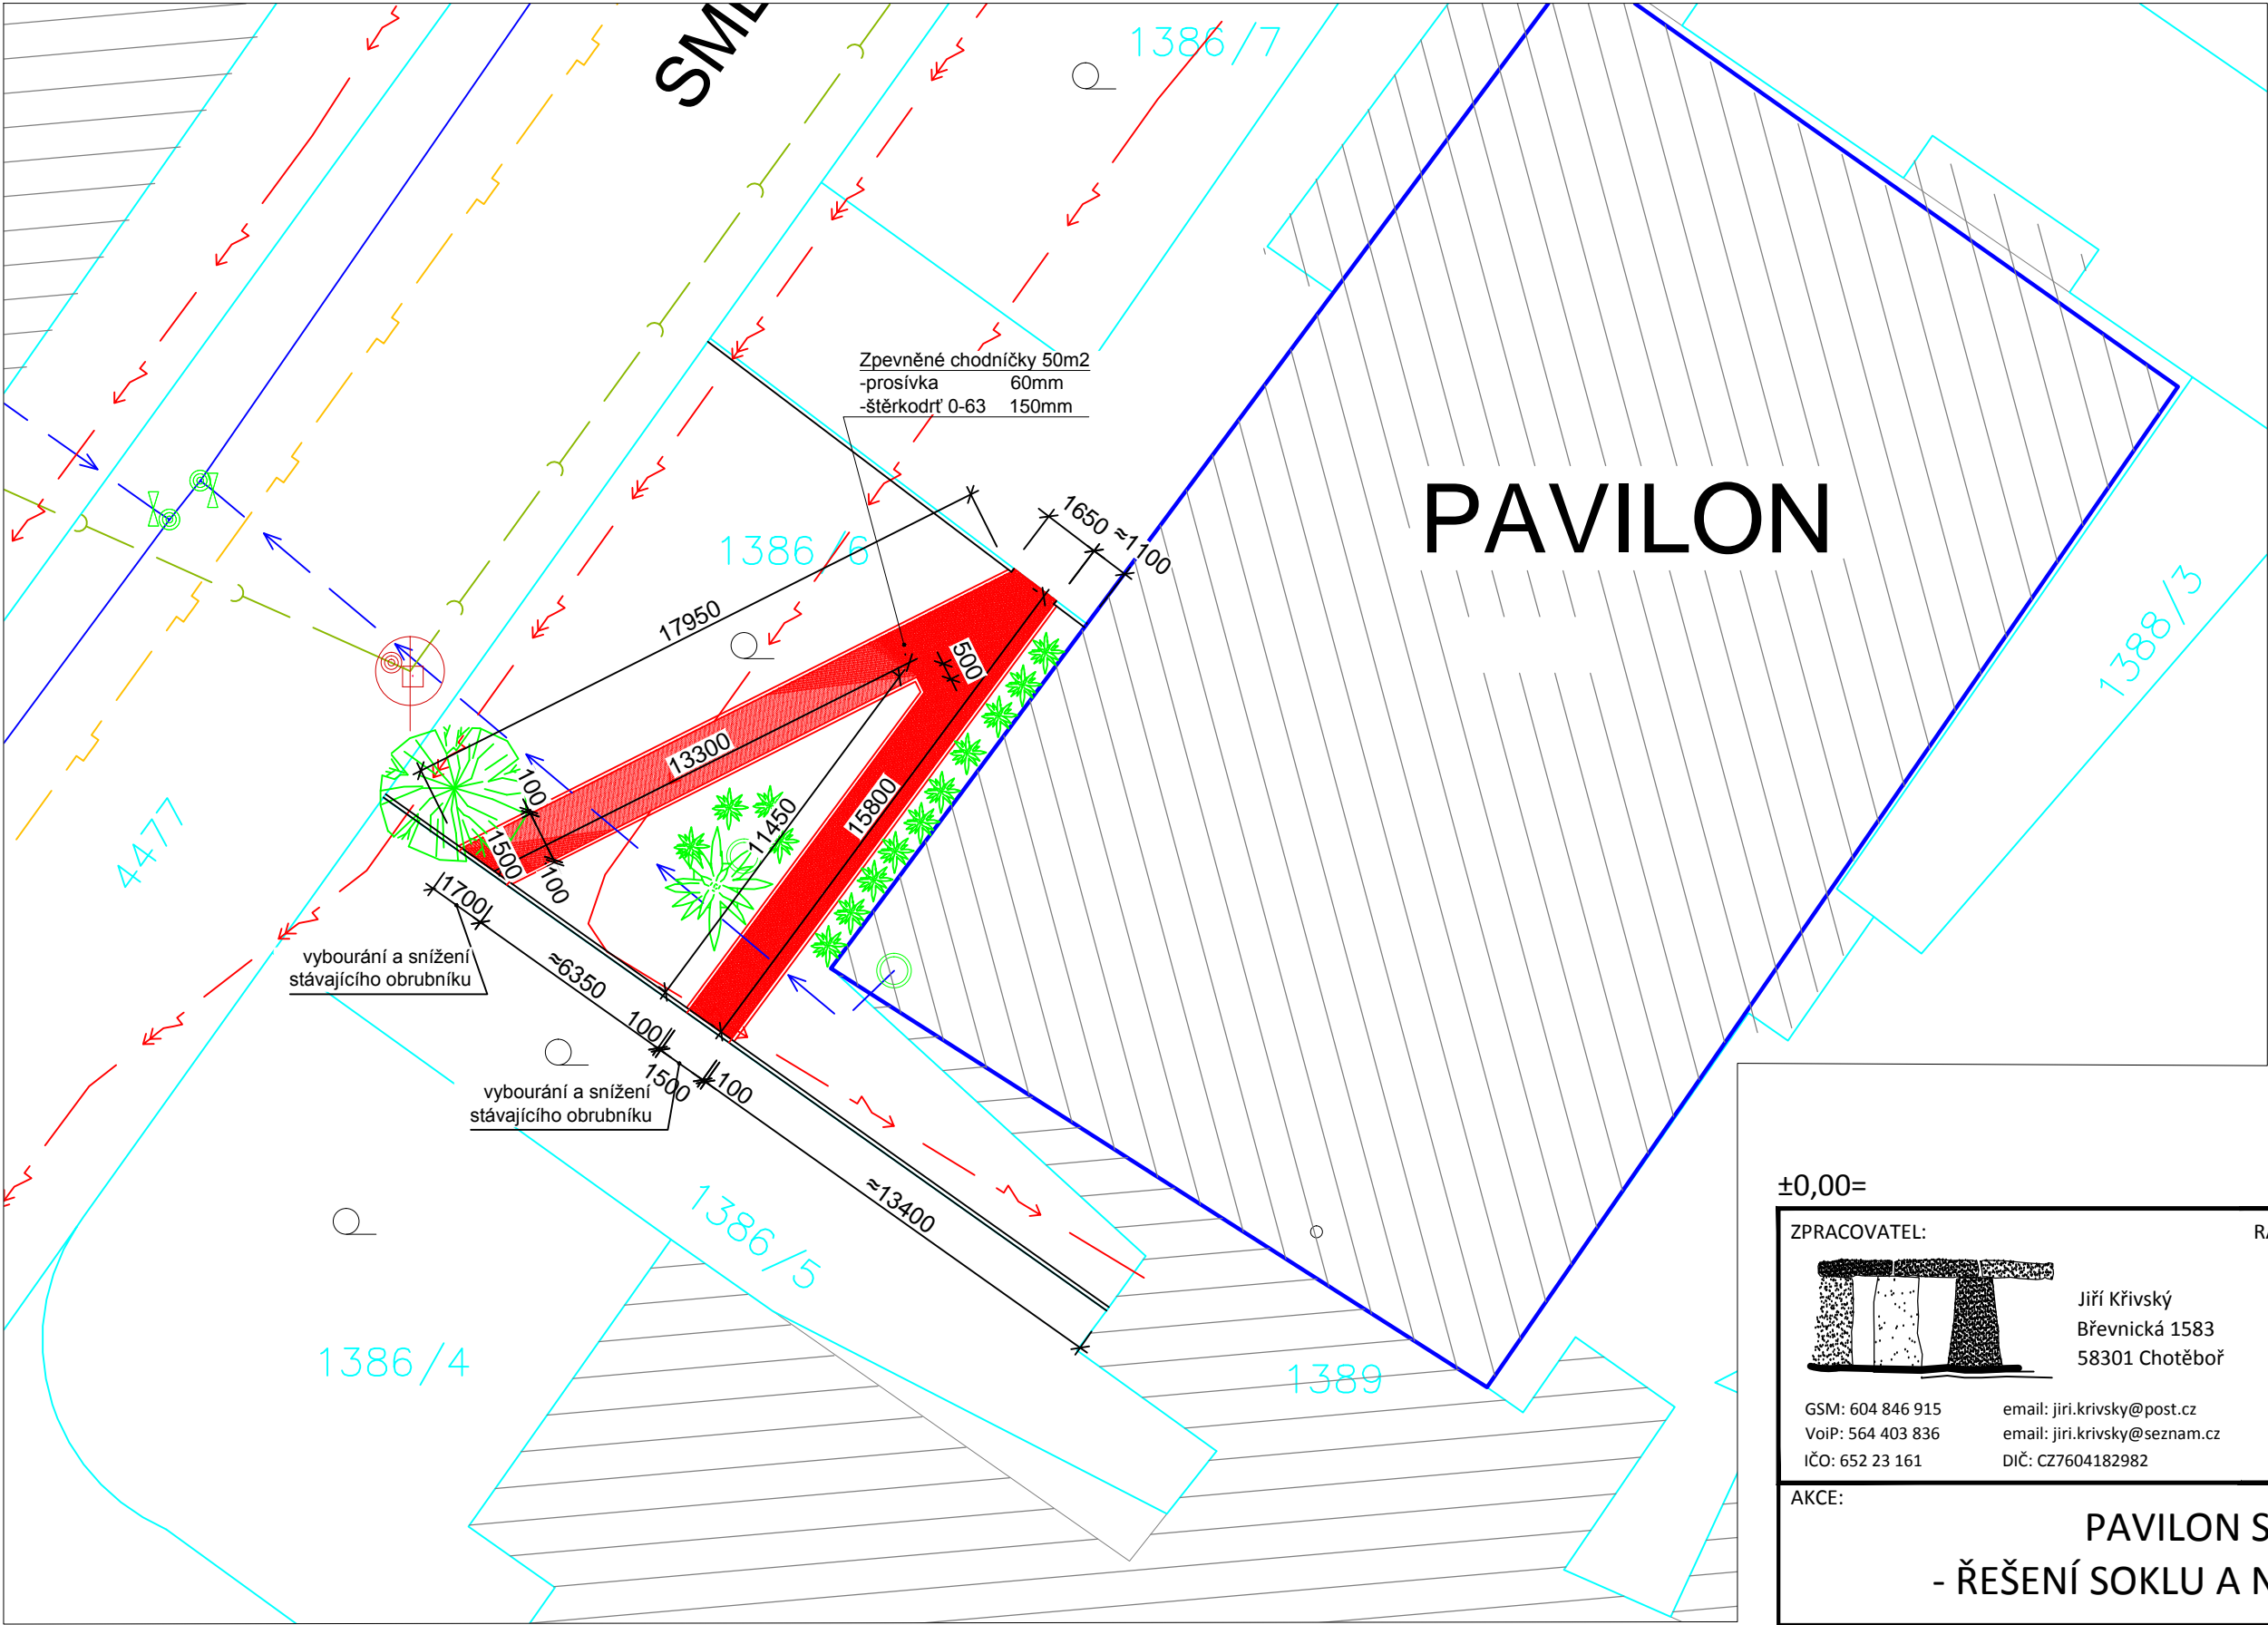 SML
1386/7
Zpevněné chodníčky 50m2
-prosívka 60mm
-štěrkodrť 0-63 150mm
PAVILON
1650 ≈1100
1386/6
17950
500
1388/3
13300
100
11450
15800
1500
100
4477
1700
vybourání a snížení
stávajícího obrubníku
≈6350
100
1500
100
vybourání a snížení
stávajícího obrubníku
≈13400
1386/5
1386/4
1389
±0,00=
ZPRACOVATEL:
Jiří Křivský
Břevnická 1583
58301 Chotěboř
GSM: 604 846 915 email: jiri.krivsky@post.cz
VoiP: 564 403 836 email: jiri.krivsky@seznam.cz
IČO: 652 23 161 DIČ: CZ7604182982
AKCE:
PAVILON S
- ŘEŠENÍ SOKLU A N